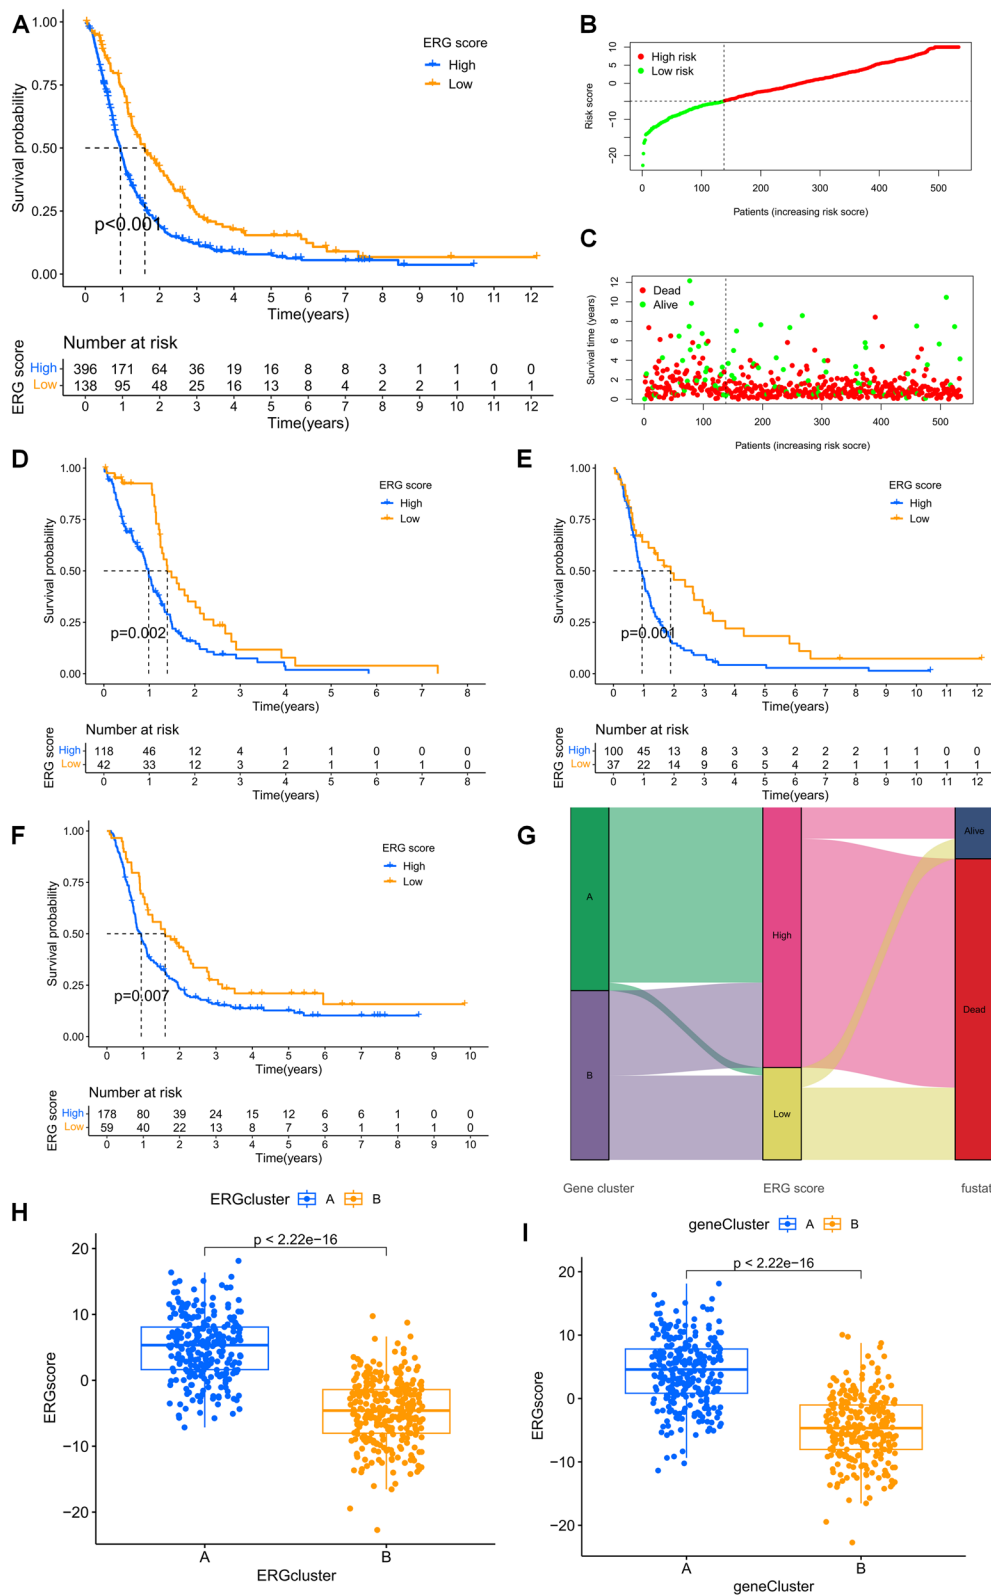 A
ERG score
High
Low
Survival probability
1.00
0.75
0.50
0.25
0.00
p<0.001
0 1 2 3 4 5 6 7 8 9 10 11 12
Time(years)
Number at risk
ERG score
High 396 171 64 36 19 16 8 8 3 1 1 0 0
Low 138 95 48 25 16 13 8 4 2 2 1 1 1
0 1 2 3 4 5 6 7 8 9 10 11 12
Time(years)
B
High risk
Low risk
Risk score
10
5
0
−10
−20
0 100 200 300 400 500
Patients (increasing risk socre)
C
Dead
Alive
Survival time (years)
12
10
8
6
4
2
0
0 100 200 300 400 500
Patients (increasing risk socre)
D
ERG score
High
Low
Survival probability
1.00
0.75
0.50
0.25
0.00
p=0.002
0 1 2 3 4 5 6 7 8
Time(years)
Number at risk
ERG score
High 118 46 12 4 1 1 0 0 0
Low 42 33 12 3 2 1 1 1 0
0 1 2 3 4 5 6 7 8
Time(years)
E
ERG score
High
Low
Survival probability
1.00
0.75
0.50
0.25
0.00
p=0.001
0 1 2 3 4 5 6 7 8 9 10 11 12
Time(years)
Number at risk
ERG score
High 100 45 13 8 3 3 2 2 2 1 1 0 0
Low 37 22 14 9 6 5 4 2 1 1 1 1 1
0 1 2 3 4 5 6 7 8 9 10 11 12
Time(years)
F
ERG score
High
Low
Survival probability
1.00
0.75
0.50
0.25
0.00
p=0.007
0 1 2 3 4 5 6 7 8 9 10
Time(years)
Number at risk
ERG score
High 178 80 39 24 15 12 6 6 1 0 0
Low 59 40 22 13 8 7 3 1 1 1 0
0 1 2 3 4 5 6 7 8 9 10
Time(years)
G
A
B
High
Low
Alive
Dead
Gene cluster ERG score fustat
H
ERGcluster A B
p < 2.22e−16
ERGscore
20
10
0
−10
−20
A B
ERGcluster
I
geneCluster A B
p < 2.22e−16
ERGscore
20
10
0
−10
−20
A B
geneCluster